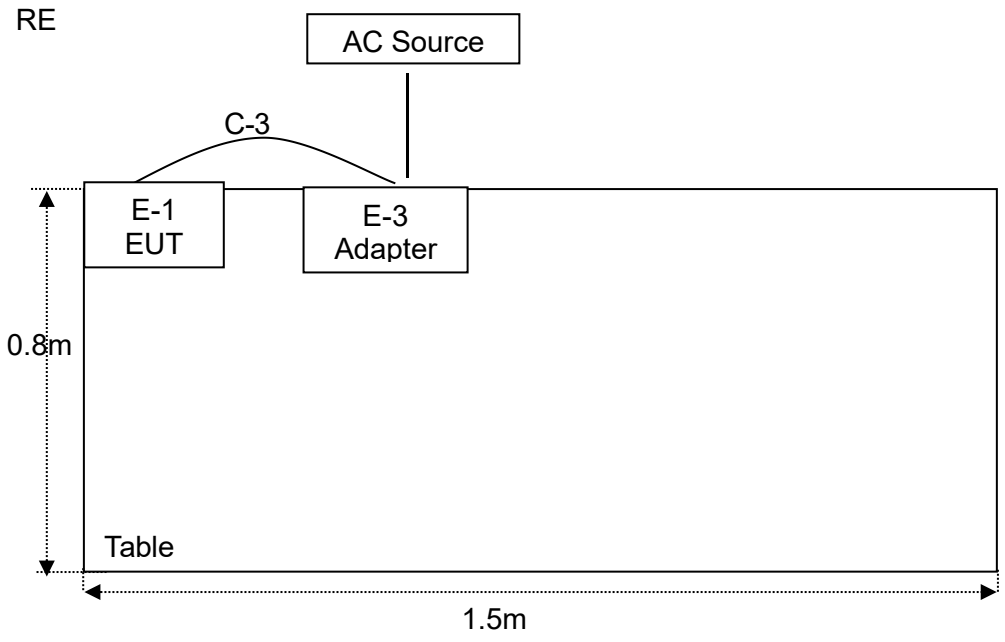 RE
AC Source
C-3
E-1
EUT
E-3
Adapter
0.8m
Table
1.5m